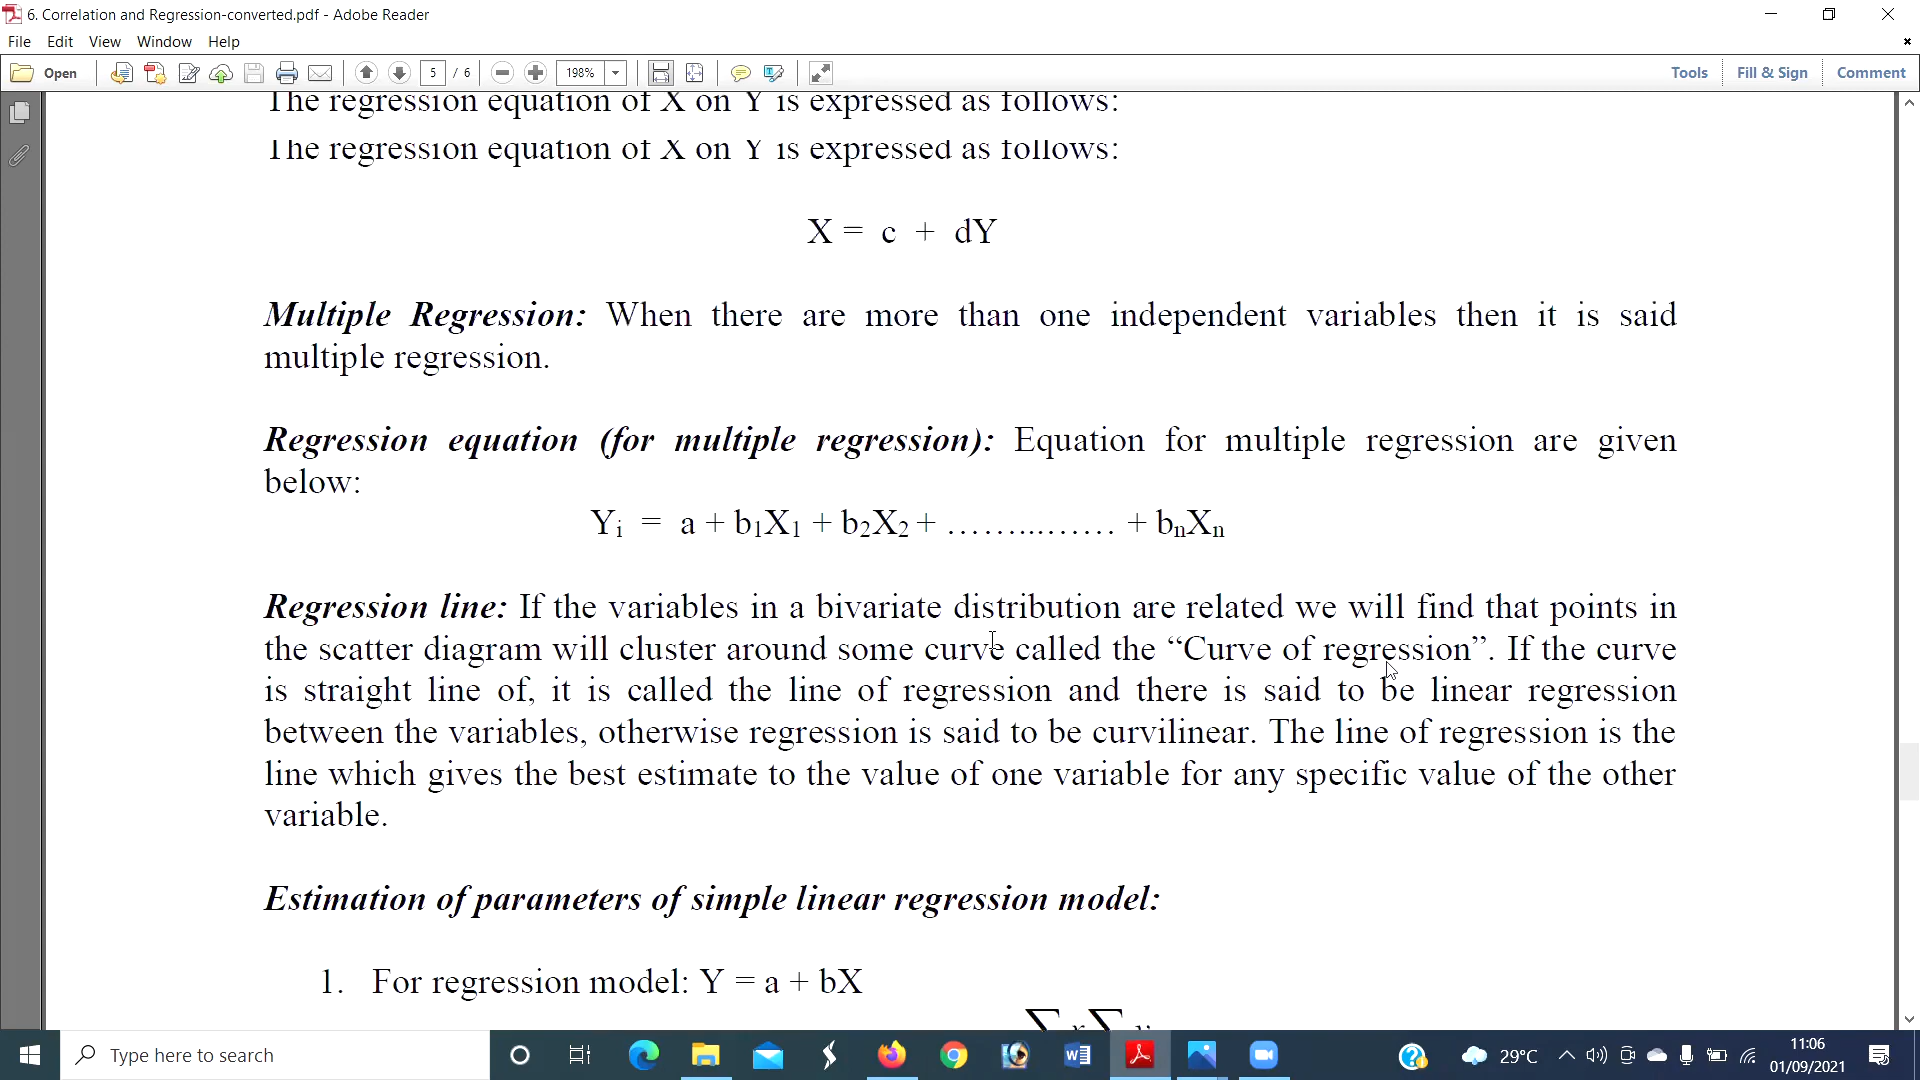 6. Correlation and Regression-converted.pdf - Adobe Reader
File Edit View Window Help
Open 5 / 6 198% Tools Fill & Sign Comment
The regression equation of X on Y is expressed as follows:
The regression equation of X on Y is expressed as follows:
X = c + dY
Multiple Regression: When there are more than one independent variables then it is said
multiple regression.
Regression equation (for multiple regression): Equation for multiple regression are given
below:
Yi = a + b1X1 + b2X2 + ……...…… + bnXn
Regression line: If the variables in a bivariate distribution are related we will find that points in
the scatter diagram will cluster around some curve called the “Curve of regression”. If the curve
is straight line of, it is called the line of regression and there is said to be linear regression
between the variables, otherwise regression is said to be curvilinear. The line of regression is the
line which gives the best estimate to the value of one variable for any specific value of the other
variable.
Estimation of parameters of simple linear regression model:
1. For regression model: Y = a + bX
Type here to search
29°C
11:06
01/09/2021